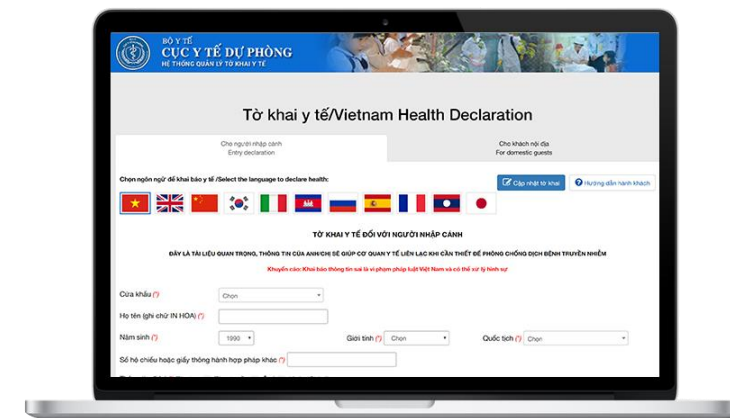 BỘ Y TẾ
CỤC Y TẾ DỰ PHÒNG
HỆ THỐNG QUẢN LÝ TỜ KHAI Y TẾ
Tờ khai y tế/Vietnam Health Declaration
Cho người nhập cảnh
Entry declaration
Cho khách nội địa
For domestic guests
Chọn ngôn ngữ để khai báo y tế /Select the language to declare health:
Cập nhật tờ khai
Hướng dẫn hành khách
TỜ KHAI Y TẾ ĐỐI VỚI NGƯỜI NHẬP CẢNH
ĐÂY LÀ TÀI LIỆU QUAN TRỌNG, THÔNG TIN CỦA ANH/CHỊ SẼ GIÚP CƠ QUAN Y TẾ LIÊN LẠC KHI CẦN THIẾT ĐỂ PHÒNG CHỐNG DỊCH BỆNH TRUYỀN NHIỄM
Khuyến cáo: Khai báo thông tin sai là vi phạm pháp luật Việt Nam và có thể xử lý hình sự
Cửa khẩu (*) Chọn
Họ tên (ghi chữ IN HOA) (*)
Năm sinh (*) 1990 Giới tính (*) Chọn Quốc tịch (*) Chọn
Số hộ chiếu hoặc giấy thông hành hợp pháp khác (*)